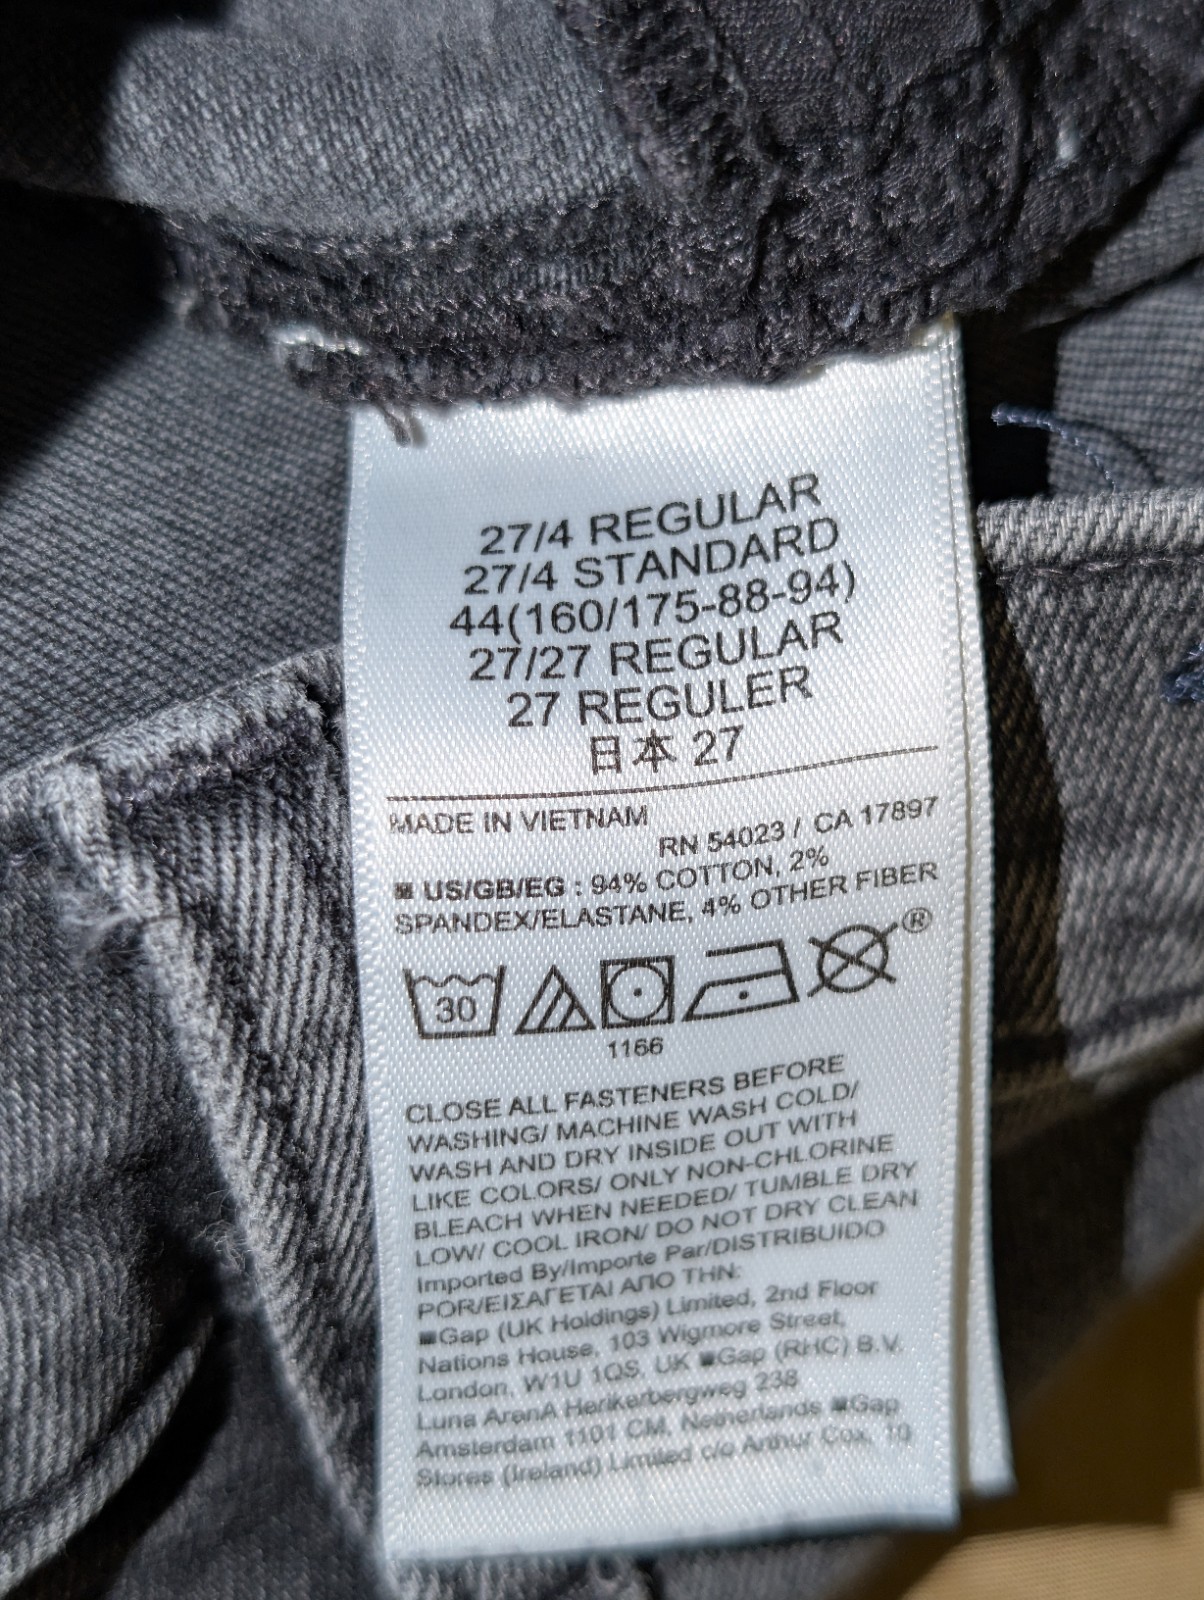 27/4 REGULAR
27/4 STANDARD
44(160/175-88-94)
27/27 REGULAR
27 REGULER
日本 27
MADE IN VIETNAM
RN 54023 / CA 17897
US/GB/EG : 94% COTTON, 2%
SPANDEX/ELASTANE, 4% OTHER FIBER
®
30
1166
CLOSE ALL FASTENERS BEFORE
WASHING/ MACHINE WASH COLD/
WASH AND DRY INSIDE OUT WITH
LIKE COLORS/ ONLY NON-CHLORINE
BLEACH WHEN NEEDED/ TUMBLE DRY
LOW/ COOL IRON/ DO NOT DRY CLEAN
Imported By/Importe Par/DISTRIBUIDO
POR/ΕΙΣΑΓΕΤΑΙ ΑΠΟ ΤΗΝ:
■Gap (UK Holdings) Limited, 2nd Floor
Nations House, 103 Wigmore Street,
London, W1U 1QS, UK ■Gap (RHC) B.V.
Luna ArenA Herikerbergweg 238
Amsterdam 1101 CM, Netherlands ■Gap
Stores (Ireland) Limited c/o Arthur Cox, 10